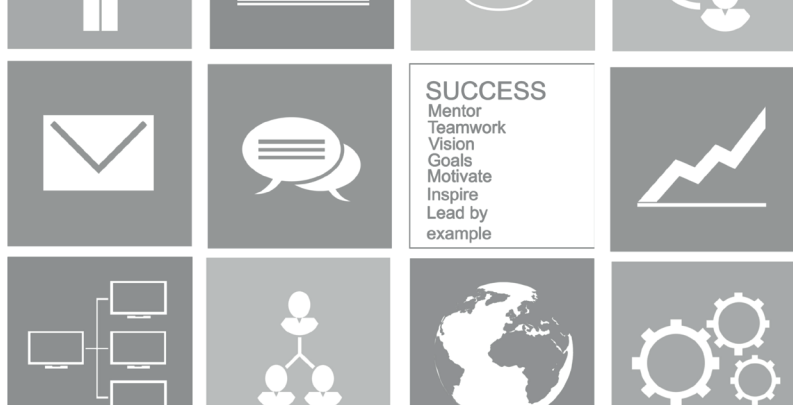 SUCCESS
Mentor
Teamwork
Vision
Goals
Motivate
Inspire
Lead by
example